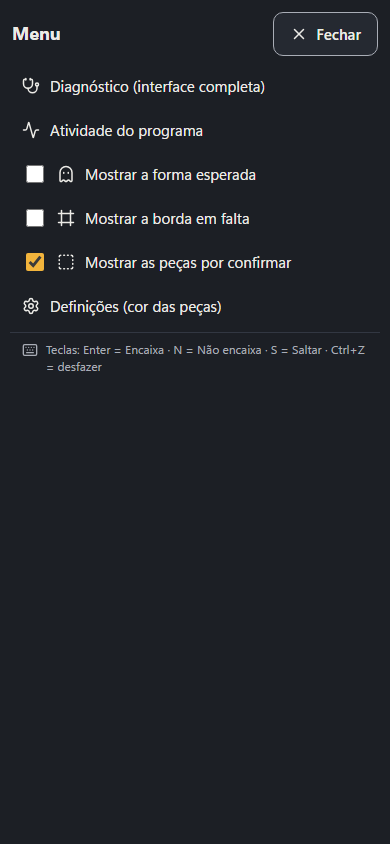 Menu
Fechar
Diagnóstico (interface completa)
Atividade do programa
Mostrar a forma esperada
Mostrar a borda em falta
Mostrar as peças por confirmar
Definições (cor das peças)
Teclas: Enter = Encaixa · N = Não encaixa · S = Saltar · Ctrl+Z
= desfazer